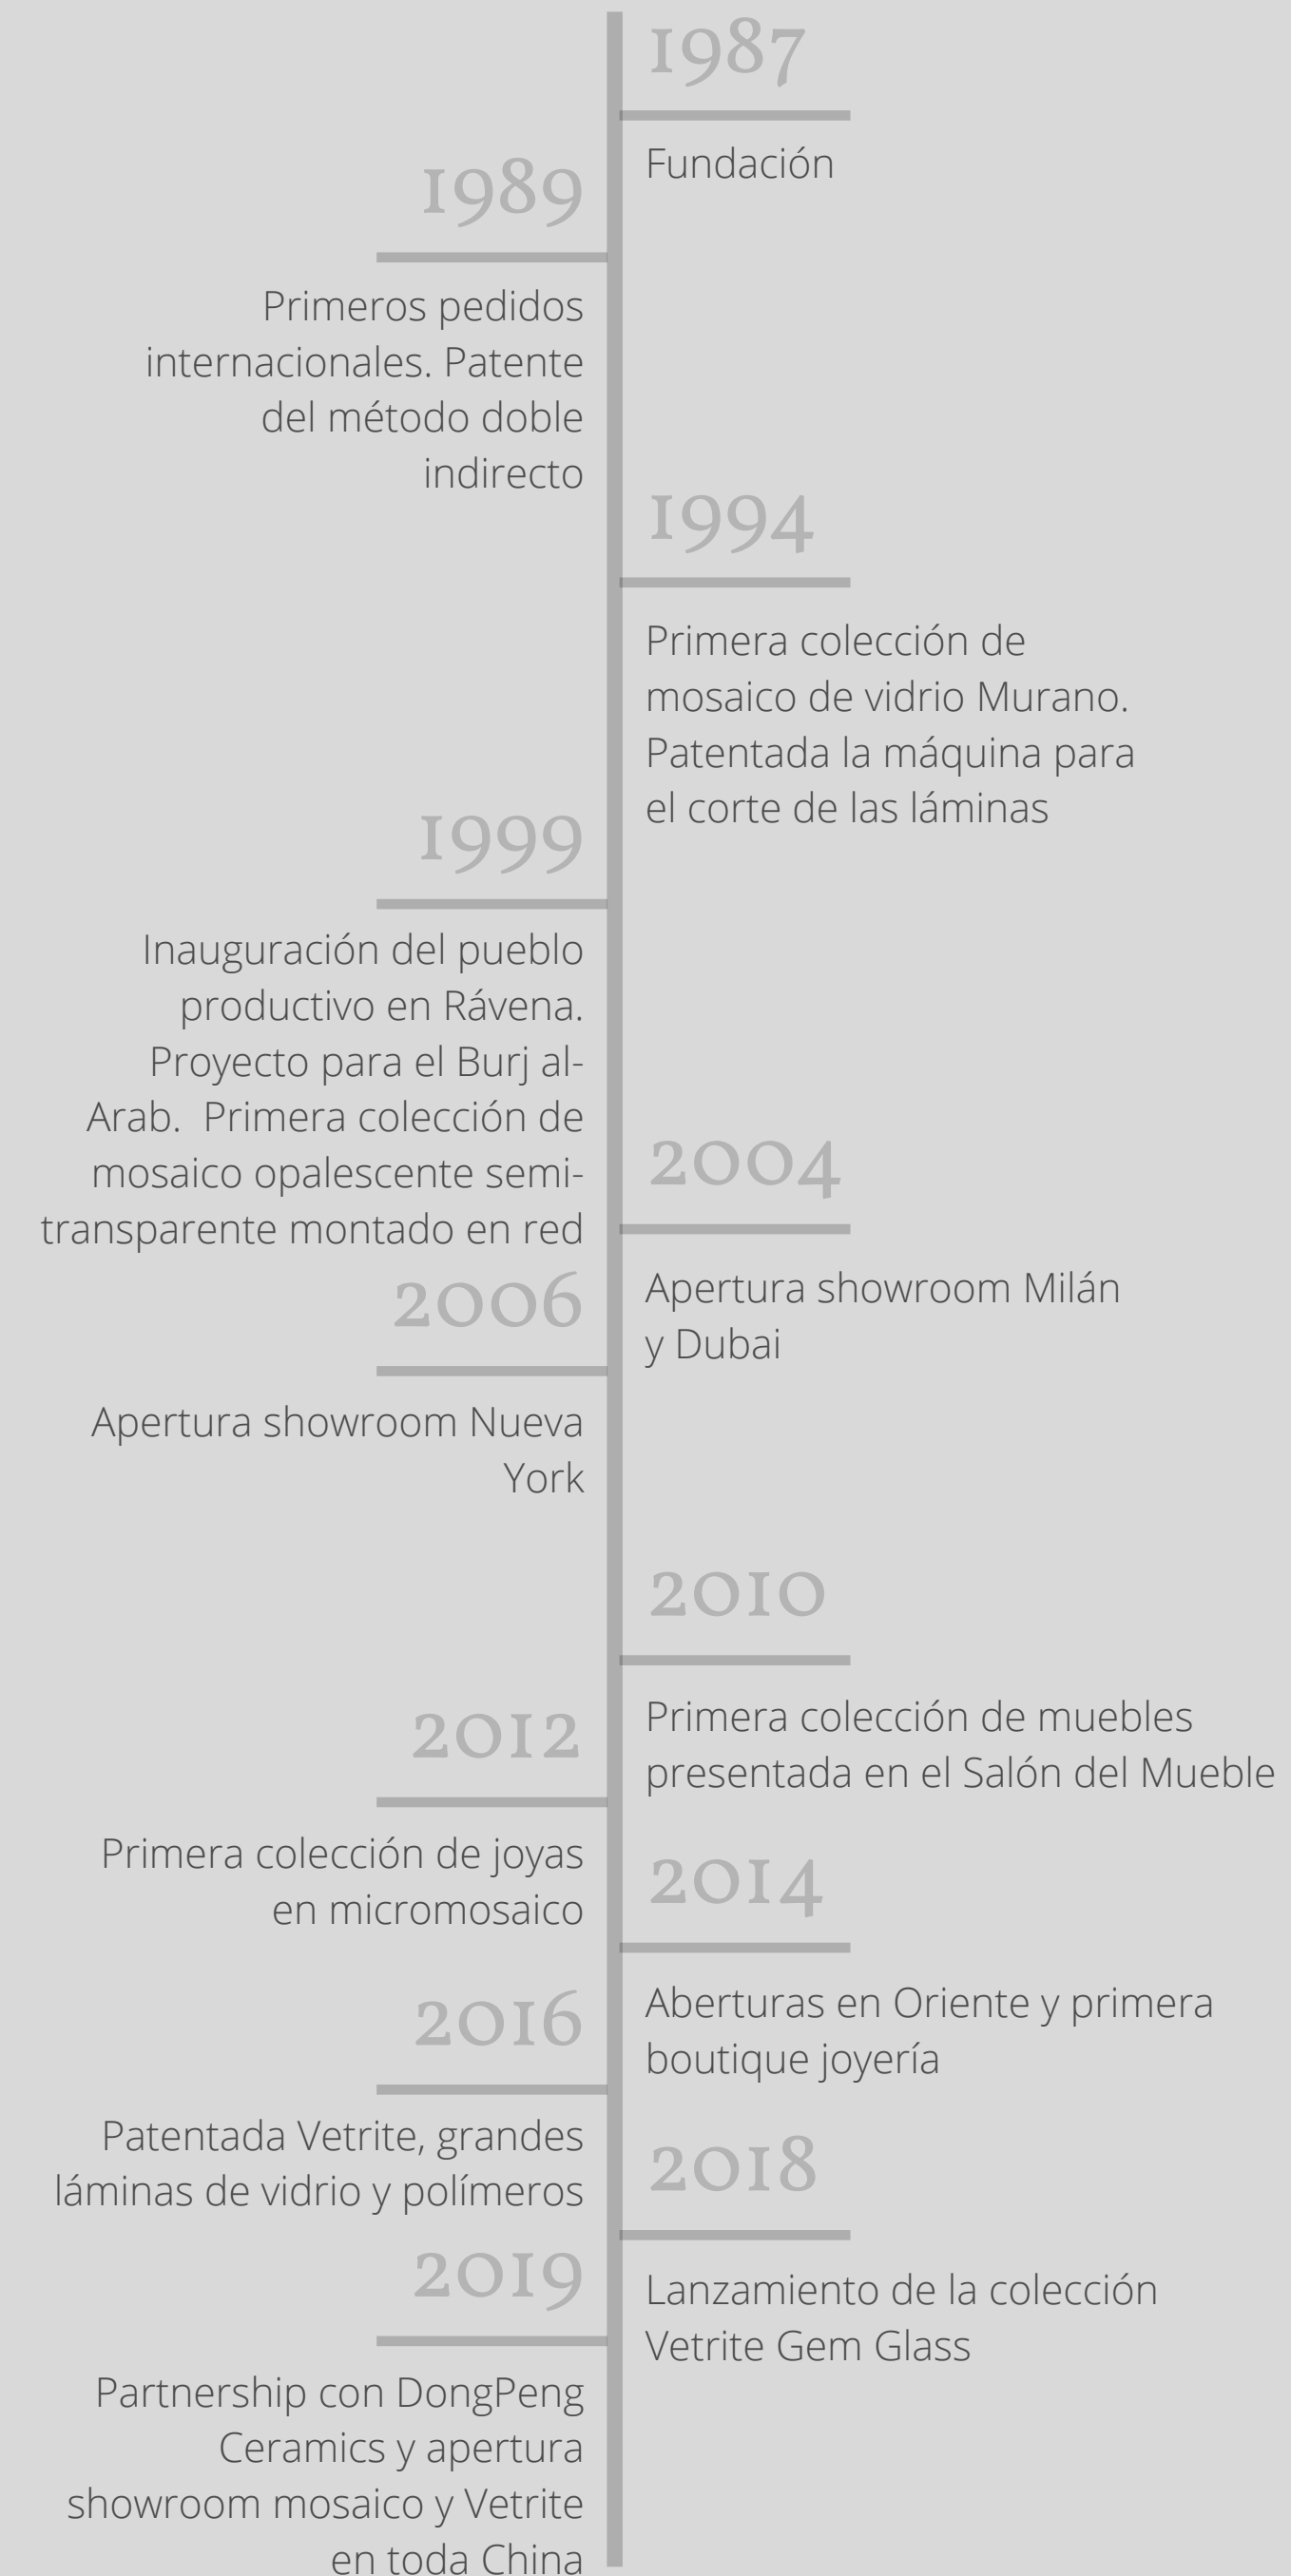 1987
Fundación
1989
Primeros pedidos
internacionales. Patente
del método doble
indirecto
1994
Primera colección de
mosaico de vidrio Murano.
Patentada la máquina para
el corte de las láminas
1999
Inauguración del pueblo
productivo en Rávena.
Proyecto para el Burj al-
Arab.  Primera colección de
mosaico opalescente semi-
transparente montado en red
2004
Apertura showroom Milán
y Dubai
2006
Apertura showroom Nueva
York
2010
Primera colección de muebles
presentada en el Salón del Mueble
2012
Primera colección de joyas
en micromosaico
2014
Aberturas en Oriente y primera
boutique joyería
2016
Patentada Vetrite, grandes
láminas de vidrio y polímeros
2018
Lanzamiento de la colección
Vetrite Gem Glass
2019
Partnership con DongPeng
Ceramics y apertura
showroom mosaico y Vetrite
en toda China